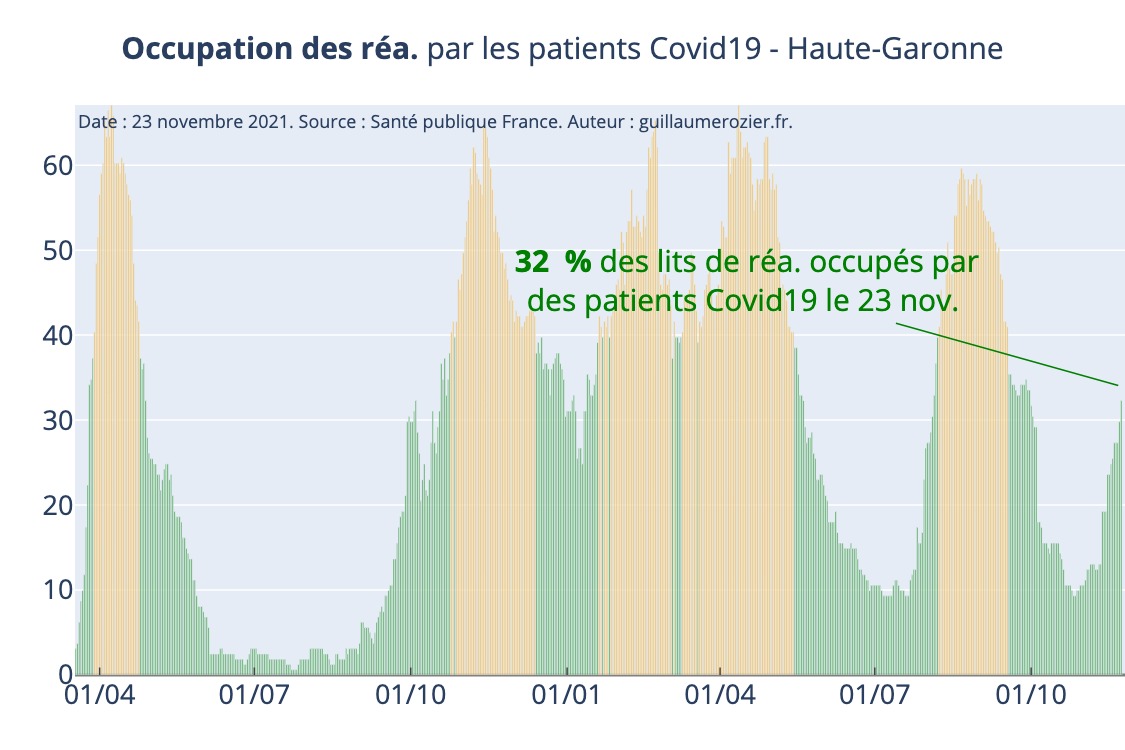 Occupation des réa. par les patients Covid19 - Haute-Garonne
Date : 23 novembre 2021. Source : Santé publique France. Auteur : guillaumerozier.fr.
60
50
32 % des lits de réa. occupés par
des patients Covid19 le 23 nov.
40
30
20
10
0
01/04 01/07 01/10 01/01 01/04 01/07 01/10